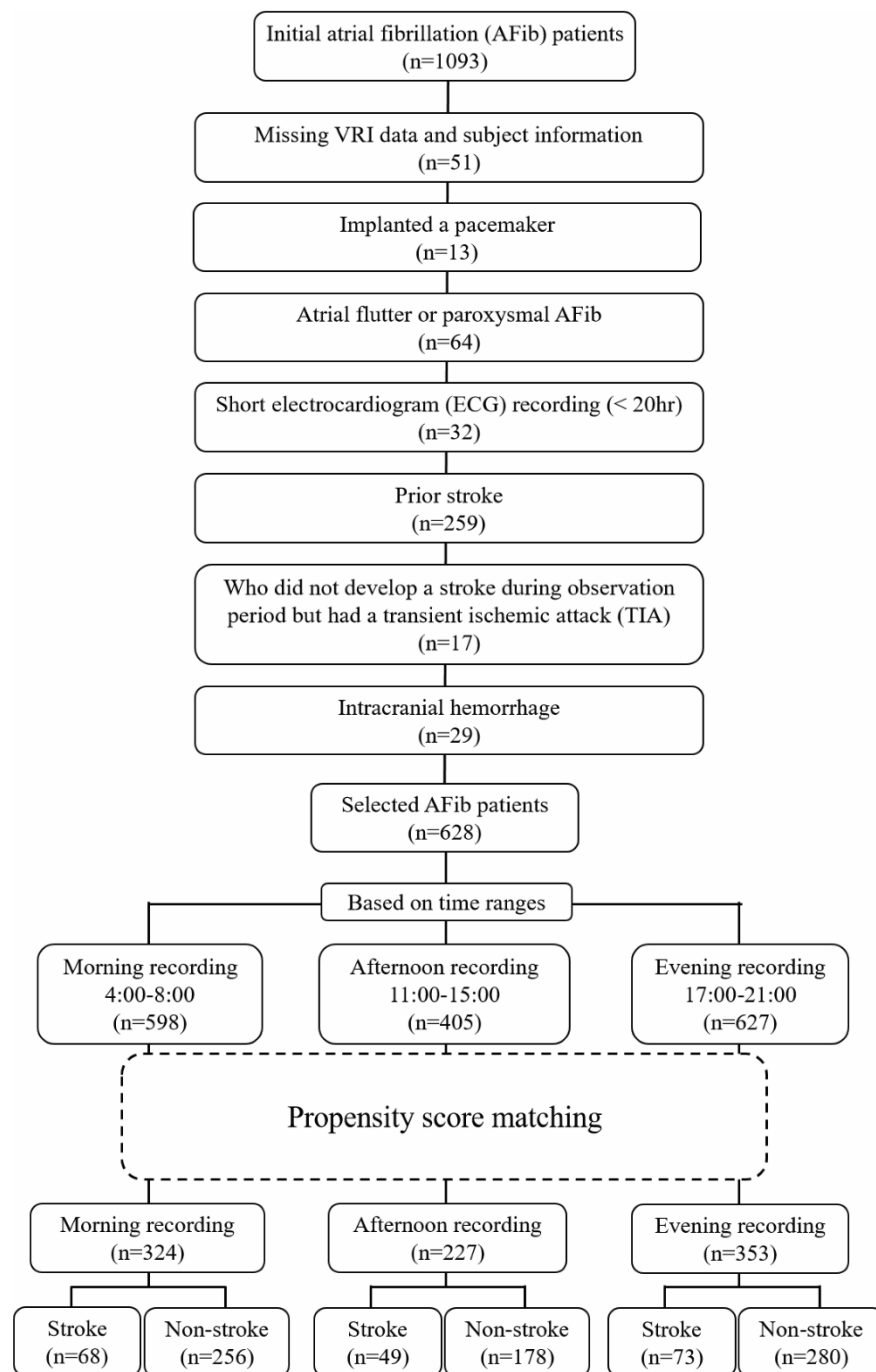 Initial atrial fibrillation (AFib) patients
(n=1093)
Missing VRI data and subject information
(n=51)
Implanted a pacemaker
(n=13)
Atrial flutter or paroxysmal AFib
(n=64)
Short electrocardiogram (ECG) recording (< 20hr)
(n=32)
Prior stroke
(n=259)
Who did not develop a stroke during observation
period but had a transient ischemic attack (TIA)
(n=17)
Intracranial hemorrhage
(n=29)
Selected AFib patients
(n=628)
Based on time ranges
Morning recording
4:00-8:00
(n=598)
Afternoon recording
11:00-15:00
(n=405)
Evening recording
17:00-21:00
(n=627)
Propensity score matching
Morning recording
(n=324)
Afternoon recording
(n=227)
Evening recording
(n=353)
Stroke
(n=68)
Non-stroke
(n=256)
Stroke
(n=49)
Non-stroke
(n=178)
Stroke
(n=73)
Non-stroke
(n=280)